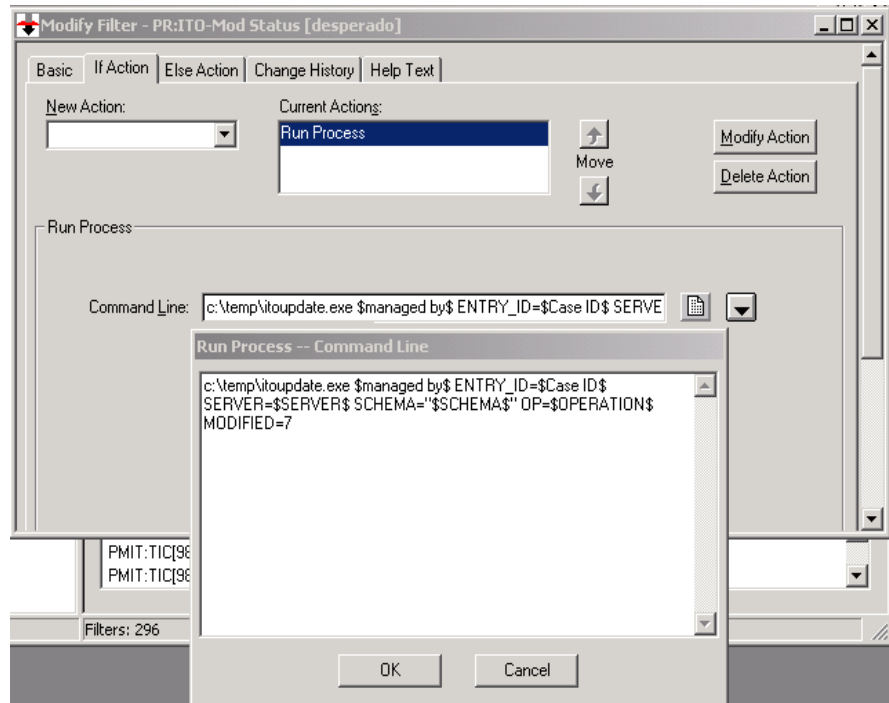 Modify Filter - PR:ITO-Mod Status [desperado]
Basic If Action Else Action Change History Help Text
New Action: Current Actions:
Run Process
Modify Action
Move
Delete Action
Run Process
Command Line: c:\temp\itoupdate.exe $managed by$ ENTRY_ID=$Case ID$ SERVE
Run Process -- Command Line
c:\temp\itoupdate.exe $managed by$ ENTRY_ID=$Case ID$
SERVER=$SERVER$ SCHEMA="$SCHEMA$" OP=$OPERATION$
MODIFIED=7
PMIT:TIC[98
PMIT:TIC[98
Filters: 296
OK Cancel